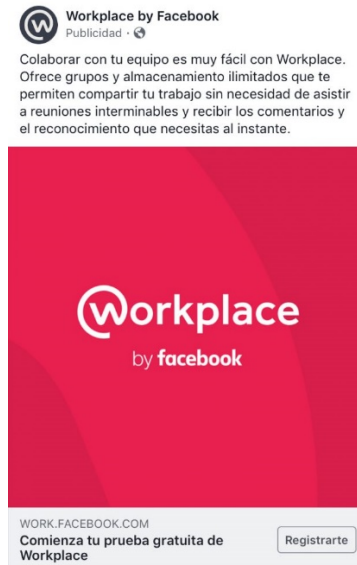 Workplace by Facebook
Publicidad ·
Colaborar con tu equipo es muy fácil con Workplace.
Ofrece grupos y almacenamiento ilimitados que te
permiten compartir tu trabajo sin necesidad de asistir
a reuniones interminables y recibir los comentarios y
el reconocimiento que necesitas al instante.
workplace
by facebook
WORK.FACEBOOK.COM
Comienza tu prueba gratuita de
Workplace
Registrarte